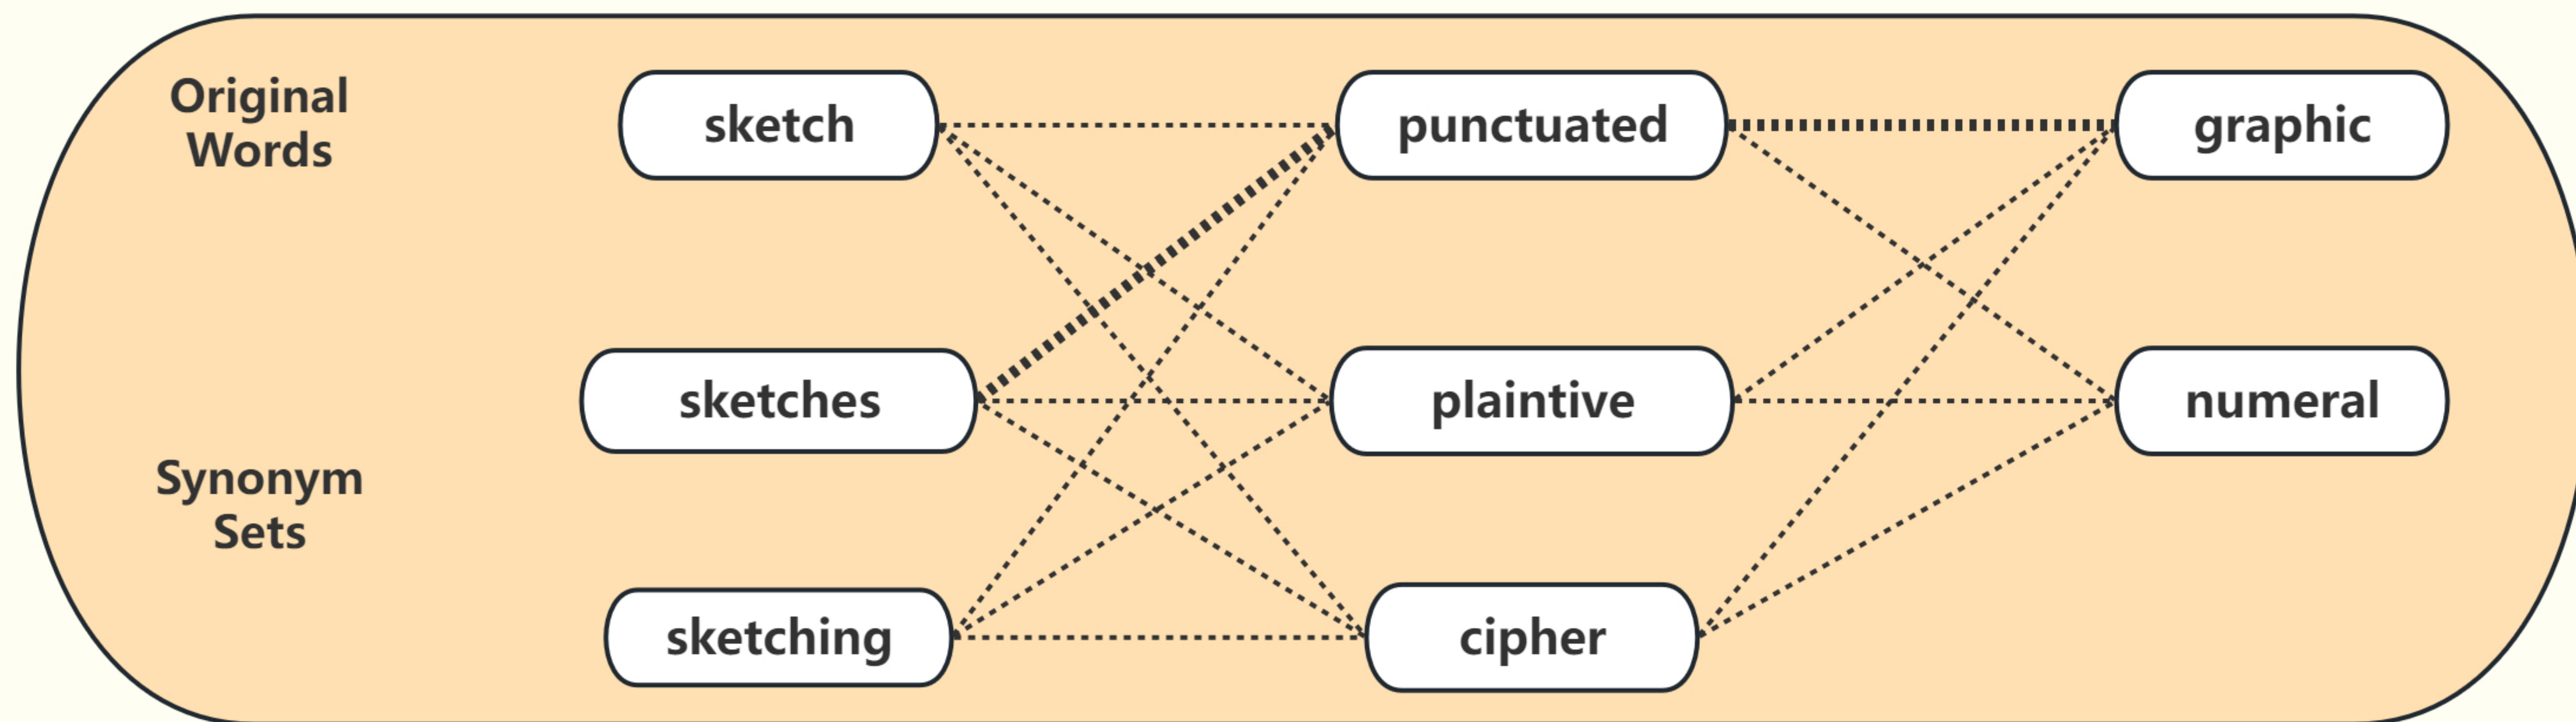 Original
Words
sketch
punctuated
graphic
sketches
plaintive
numeral
Synonym
Sets
sketching
cipher